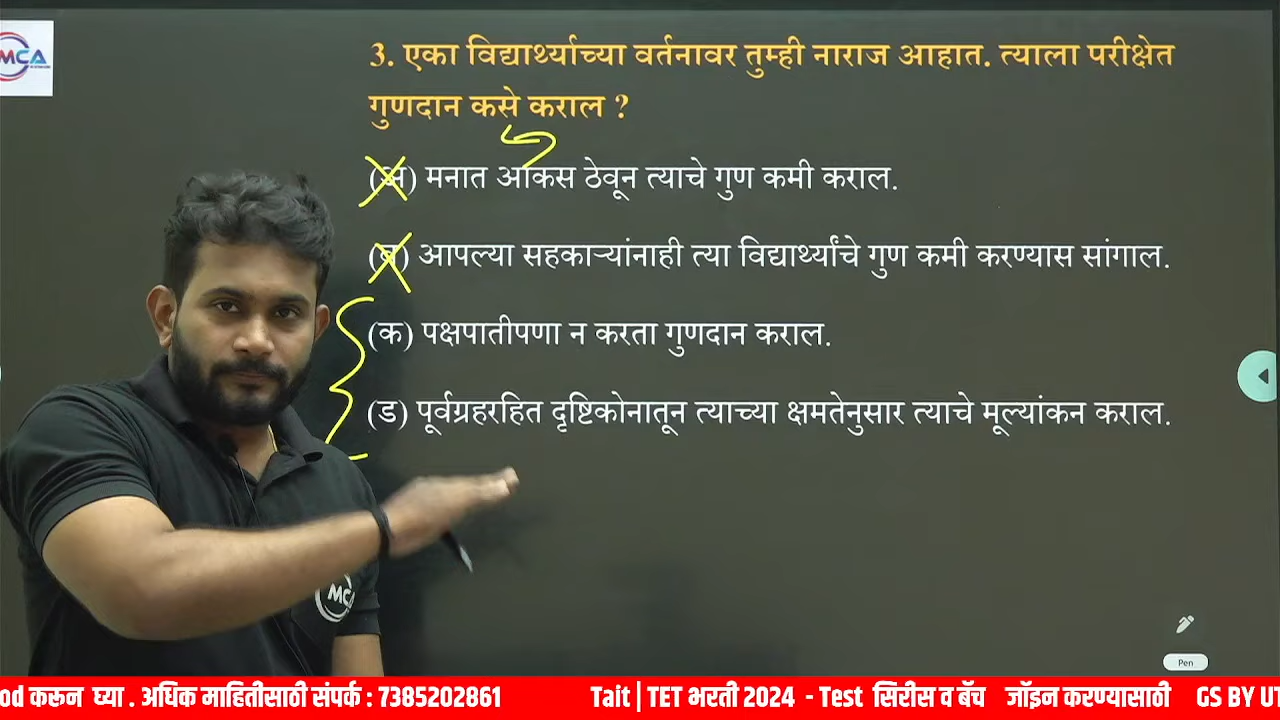 MCA
3. एका विद्यार्थ्याच्या वर्तनावर तुम्ही नाराज आहात. त्याला परीक्षेत
गुणदान कसे कराल ?
(अ) मनात आकस ठेवून त्याचे गुण कमी कराल.
(ब) आपल्या सहकाऱ्यांनाही त्या विद्यार्थ्यांचे गुण कमी करण्यास सांगाल.
(क) पक्षपातीपणा न करता गुणदान कराल.
(ड) पूर्वग्रहरहित दृष्टिकोनातून त्याच्या क्षमतेनुसार त्याचे मूल्यांकन कराल.
MC
Pen
od करून घ्या . अधिक माहितीसाठी संपर्क : 7385202861 Tait | TET भरती 2024 - Test सिरीस व बॅच जॉइन करण्यासाठी GS BY UT